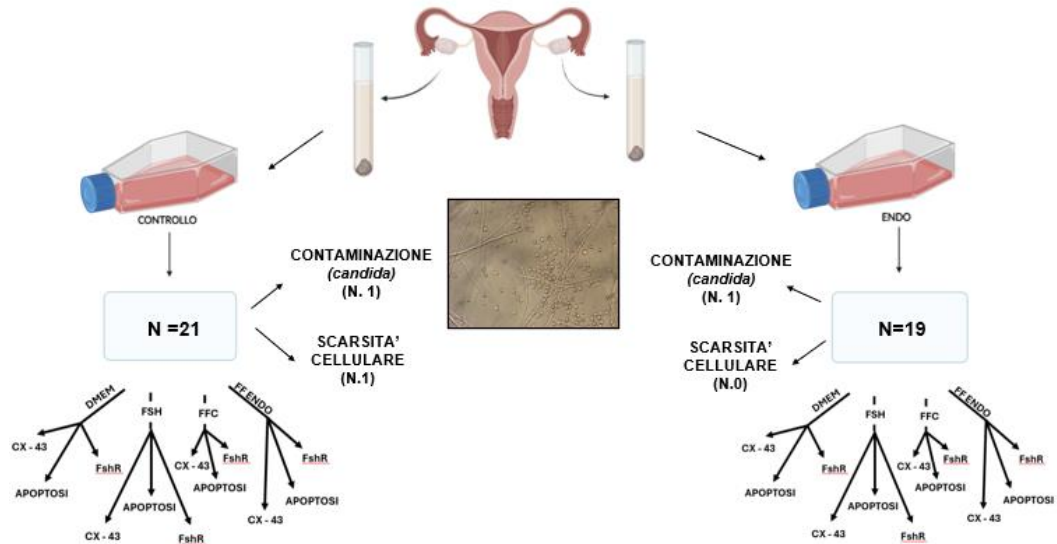 CONTROLLO
ENDO
CONTAMINAZIONE
(candida)
(N. 1)
CONTAMINAZIONE
(candida)
(N. 1)
N =21
N=19
SCARSITA'
CELLULARE
(N.1)
SCARSITA'
CELLULARE
(N.0)
DMEM
FSH
FFC
FF ENDO
CX - 43
FshR
APOPTOSI
CX - 43
APOPTOSI
FshR
CX - 43
FshR
APOPTOSI
CX - 43
APOPTOSI
FshR
DMEM
FSH
FFC
FF ENDO
CX - 43
FshR
APOPTOSI
CX - 43
APOPTOSI
FshR
CX - 43
FshR
APOPTOSI
CX - 43
APOPTOSI
FshR